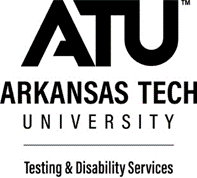 ATU™
ARKANSAS TECH
UNIVERSITY
Testing & Disability Services